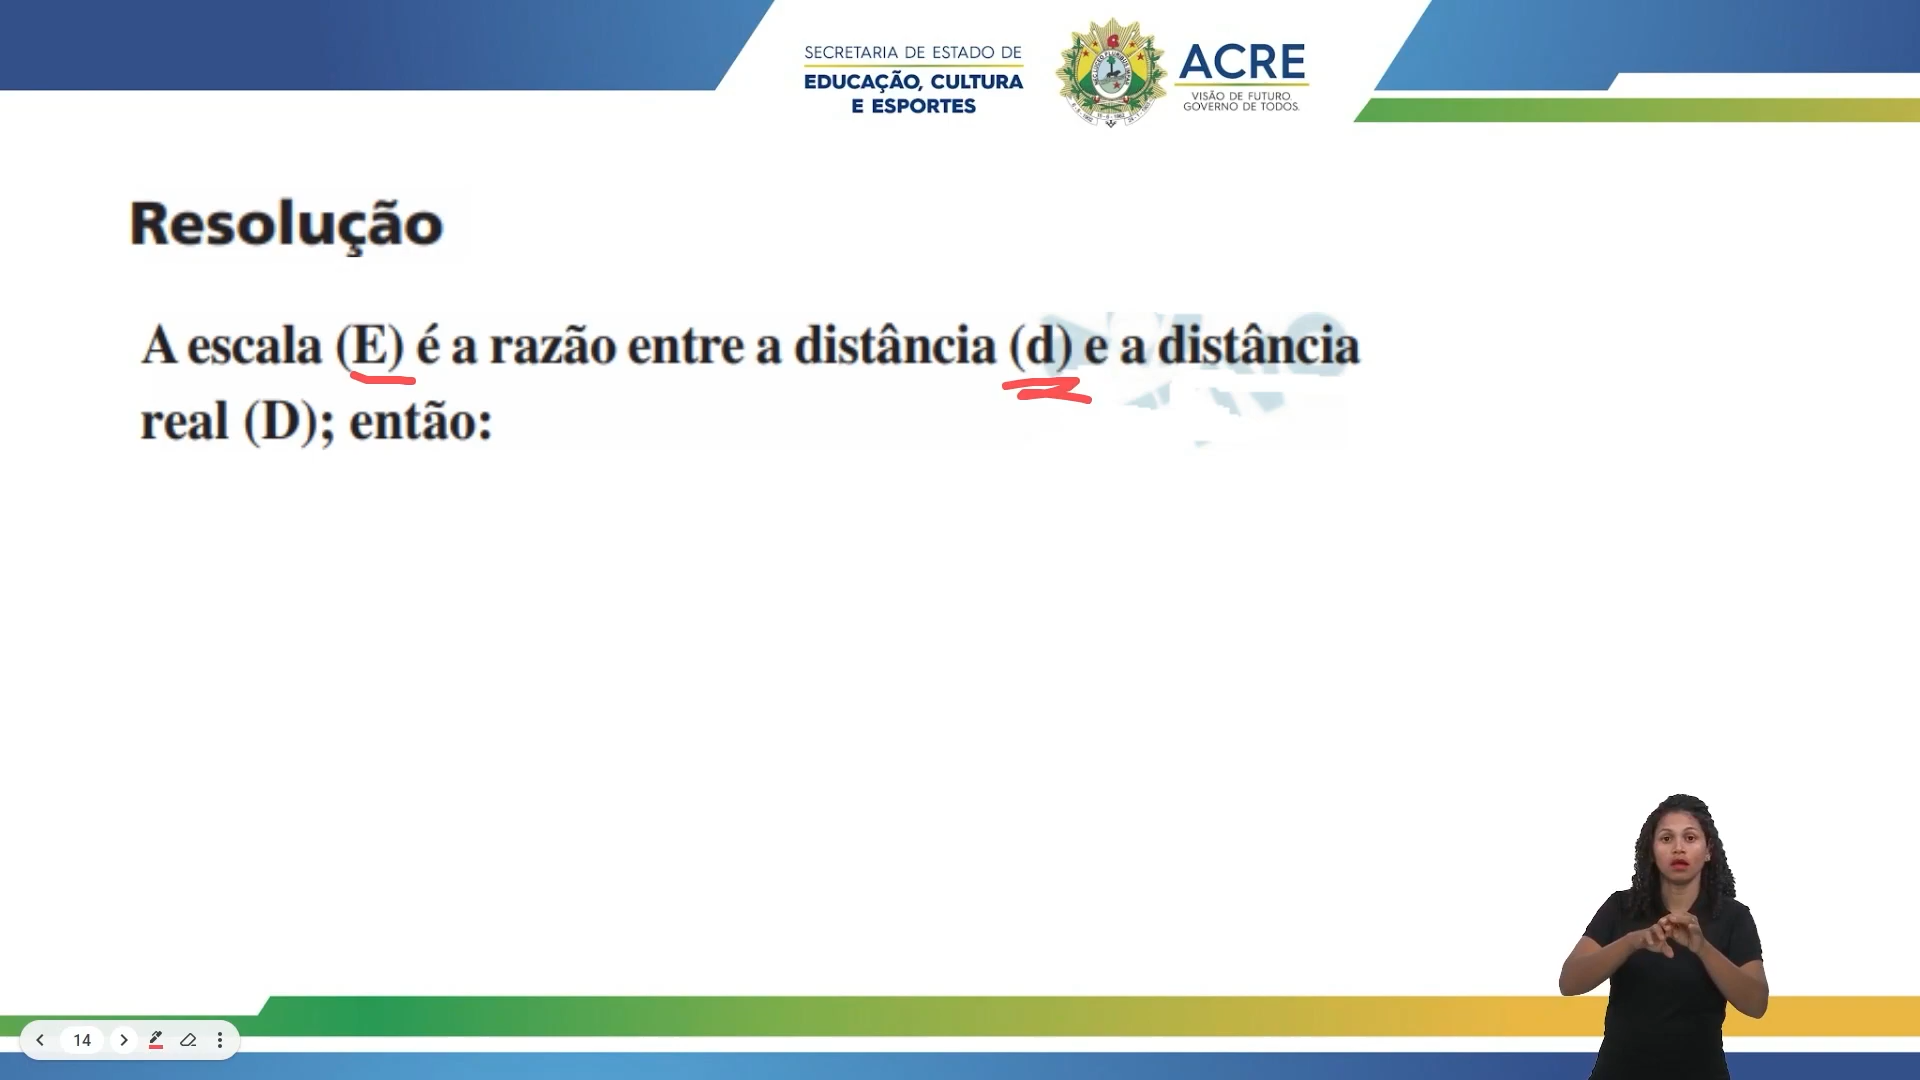 SECRETARIA DE ESTADO DE
EDUCAÇÃO, CULTURA
E ESPORTES
ACRE
VISÃO DE FUTURO.
GOVERNO DE TODOS.
Resolução
A escala (E) é a razão entre a distância (d) e a distância
real (D); então:
14